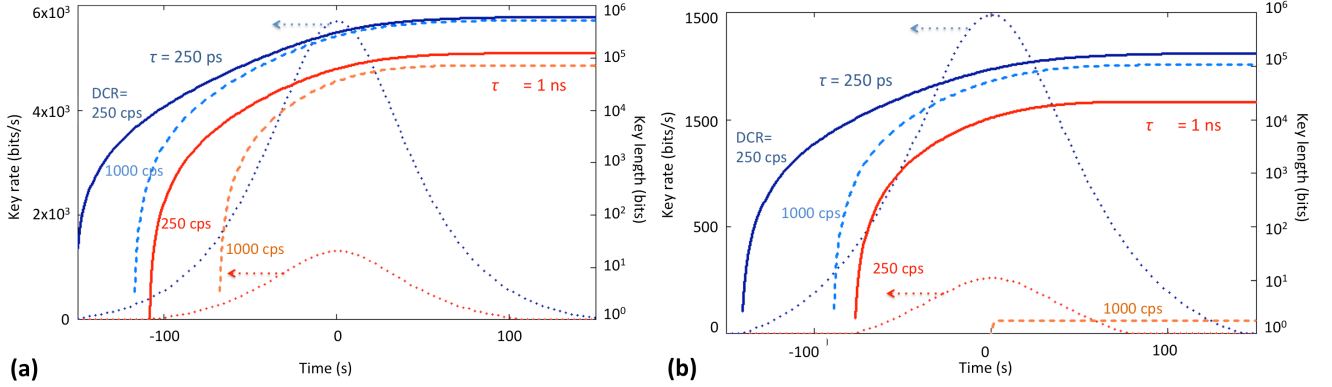 6x10³
4x10³
2x10³
0
Key rate (bits/s)
τ = 250 ps
DCR=
250 cps
1000 cps
250 cps
1000 cps
τ = 1 ns
10⁶
10⁵
10⁴
10³
10²
10¹
10⁰
Key length (bits)
-100
0
100
Time (s)
(a)
1500
1500
500
0
Key rate (bits/s)
τ = 250 ps
DCR=
250 cps
1000 cps
250 cps
1000 cps
τ = 1 ns
10⁶
10⁵
10⁴
10³
10²
10¹
10⁰
Key length (bits)
-100
0
100
Time (s)
(b)